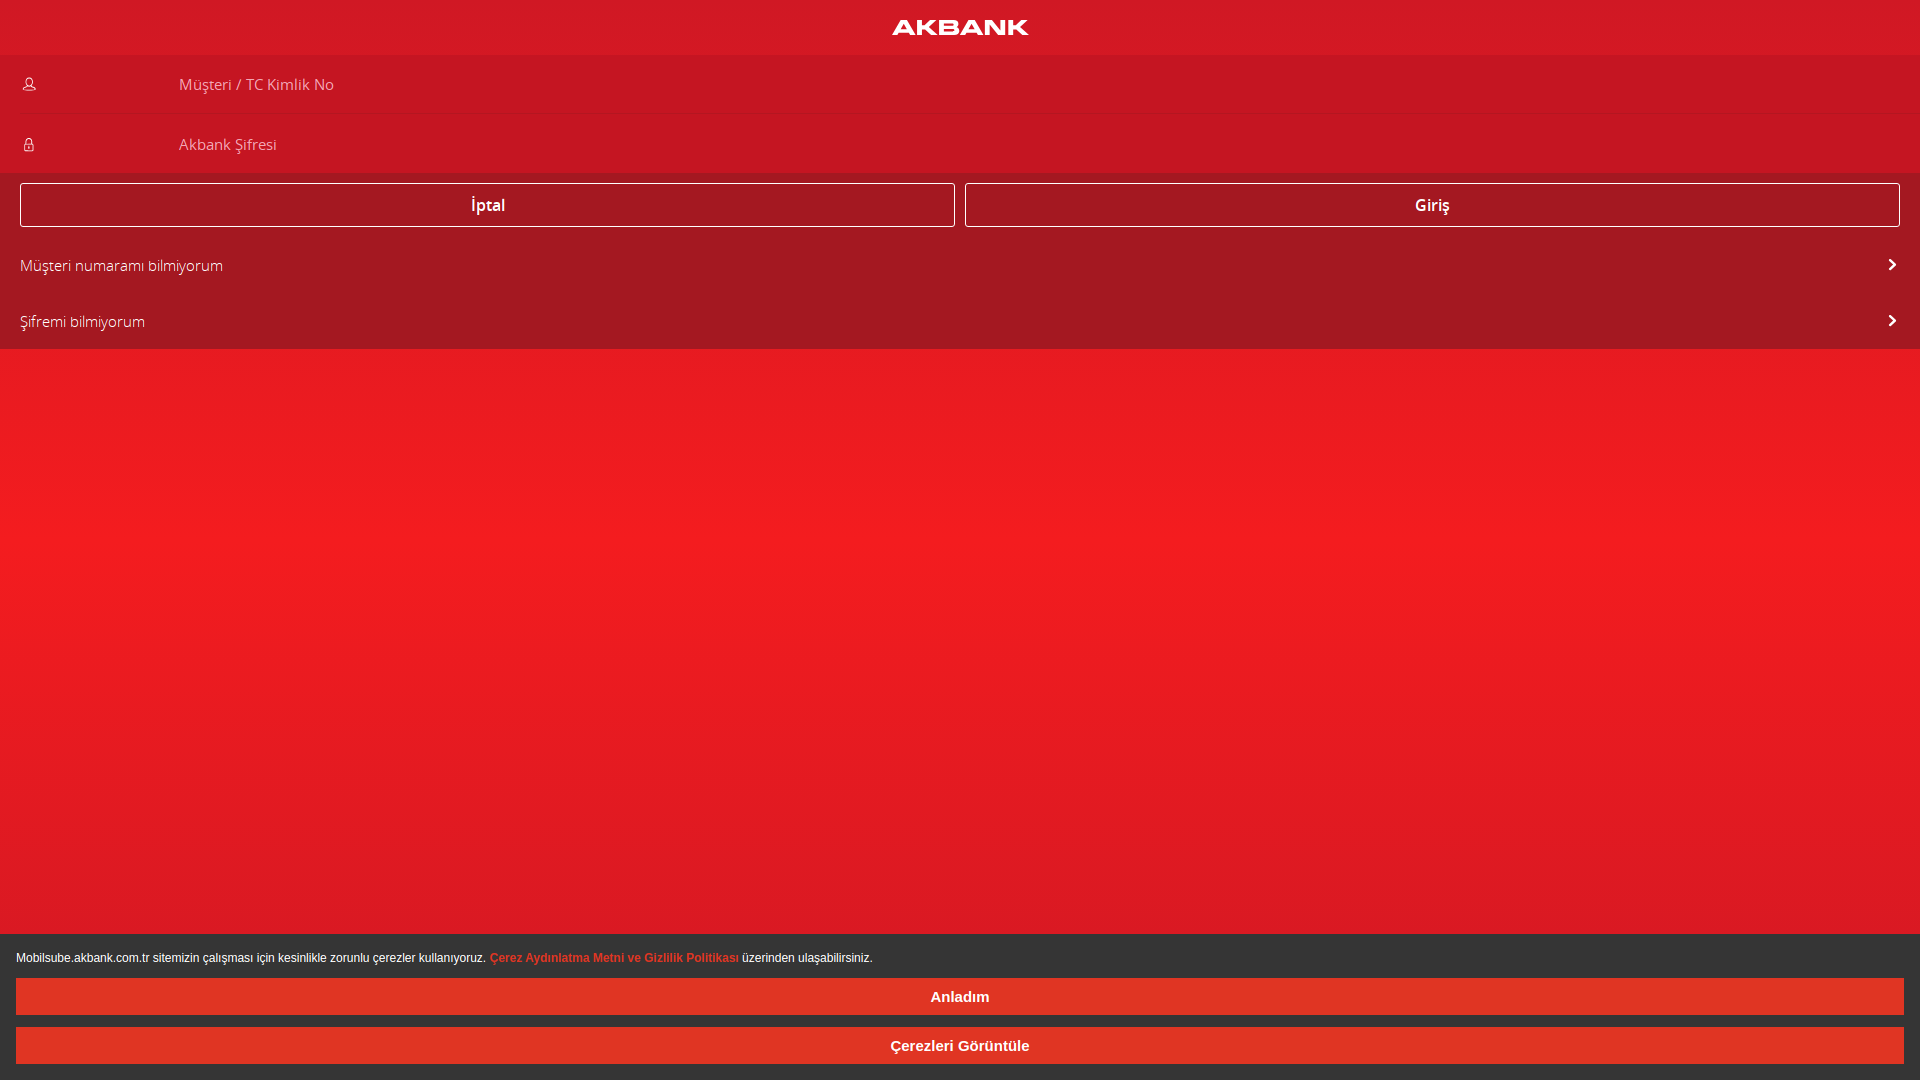 AKBANK
Müşteri / TC Kimlik No
Akbank Şifresi
İptal
Giriş
Müşteri numaramı bilmiyorum
Şifremi bilmiyorum
Mobilsube.akbank.com.tr sitemizin çalışması için kesinlikle zorunlu çerezler kullanıyoruz. Çerez Aydınlatma Metni ve Gizlilik Politikası üzerinden ulaşabilirsiniz.
Anladım
Çerezleri Görüntüle